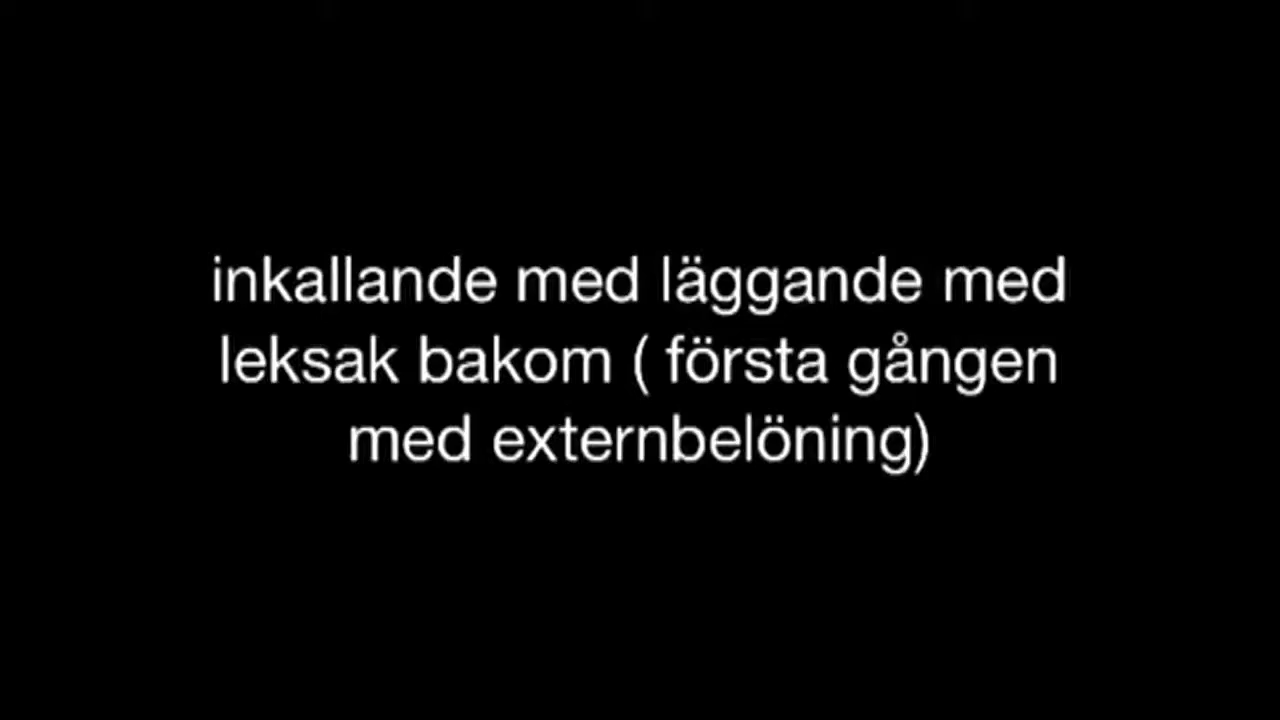 inkallande med läggande med
leksak bakom ( första gången
med externbelöning)